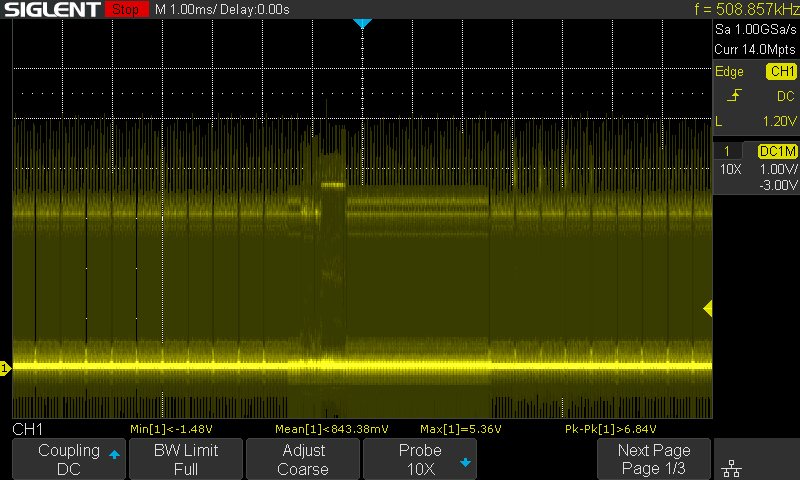 SIGLENT Stop M 1.00ms/ Delay:0.00s f = 508.857kHz
Sa 1.00GSa/s
Curr 14.0Mpts
Edge CH1
DC
L 1.20V
1 DC1M
10X 1.00V/
-3.00V
1
CH1 Min[1]<-1.48V Mean[1]<843.38mV Max[1]=5.36V Pk-Pk[1]>6.84V
Coupling BW Limit Adjust Probe Next Page
DC Full Coarse 10X Page 1/3